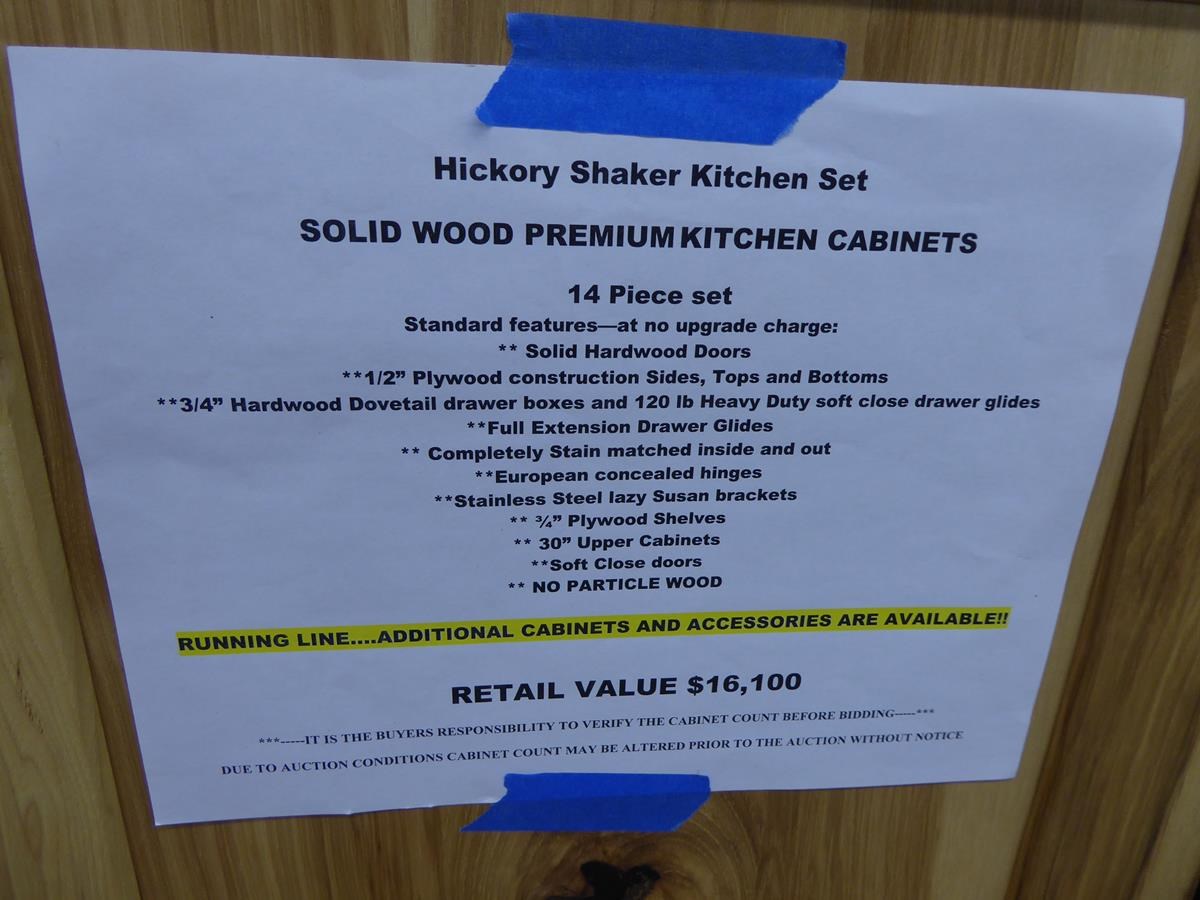 Hickory Shaker Kitchen Set
SOLID WOOD PREMIUM KITCHEN CABINETS
14 Piece set
Standard features—at no upgrade charge:
** Solid Hardwood Doors
**1/2” Plywood construction Sides, Tops and Bottoms
**3/4” Hardwood Dovetail drawer boxes and 120 lb Heavy Duty soft close drawer glides
**Full Extension Drawer Glides
** Completely Stain matched inside and out
**European concealed hinges
**Stainless Steel lazy Susan brackets
** ¾” Plywood Shelves
** 30” Upper Cabinets
**Soft Close doors
** NO PARTICLE WOOD
RUNNING LINE....ADDITIONAL CABINETS AND ACCESSORIES ARE AVAILABLE!!
RETAIL VALUE $16,100
***-----IT IS THE BUYERS RESPONSIBILITY TO VERIFY THE CABINET COUNT BEFORE BIDDING-----***
DUE TO AUCTION CONDITIONS CABINET COUNT MAY BE ALTERED PRIOR TO THE AUCTION WITHOUT NOTICE